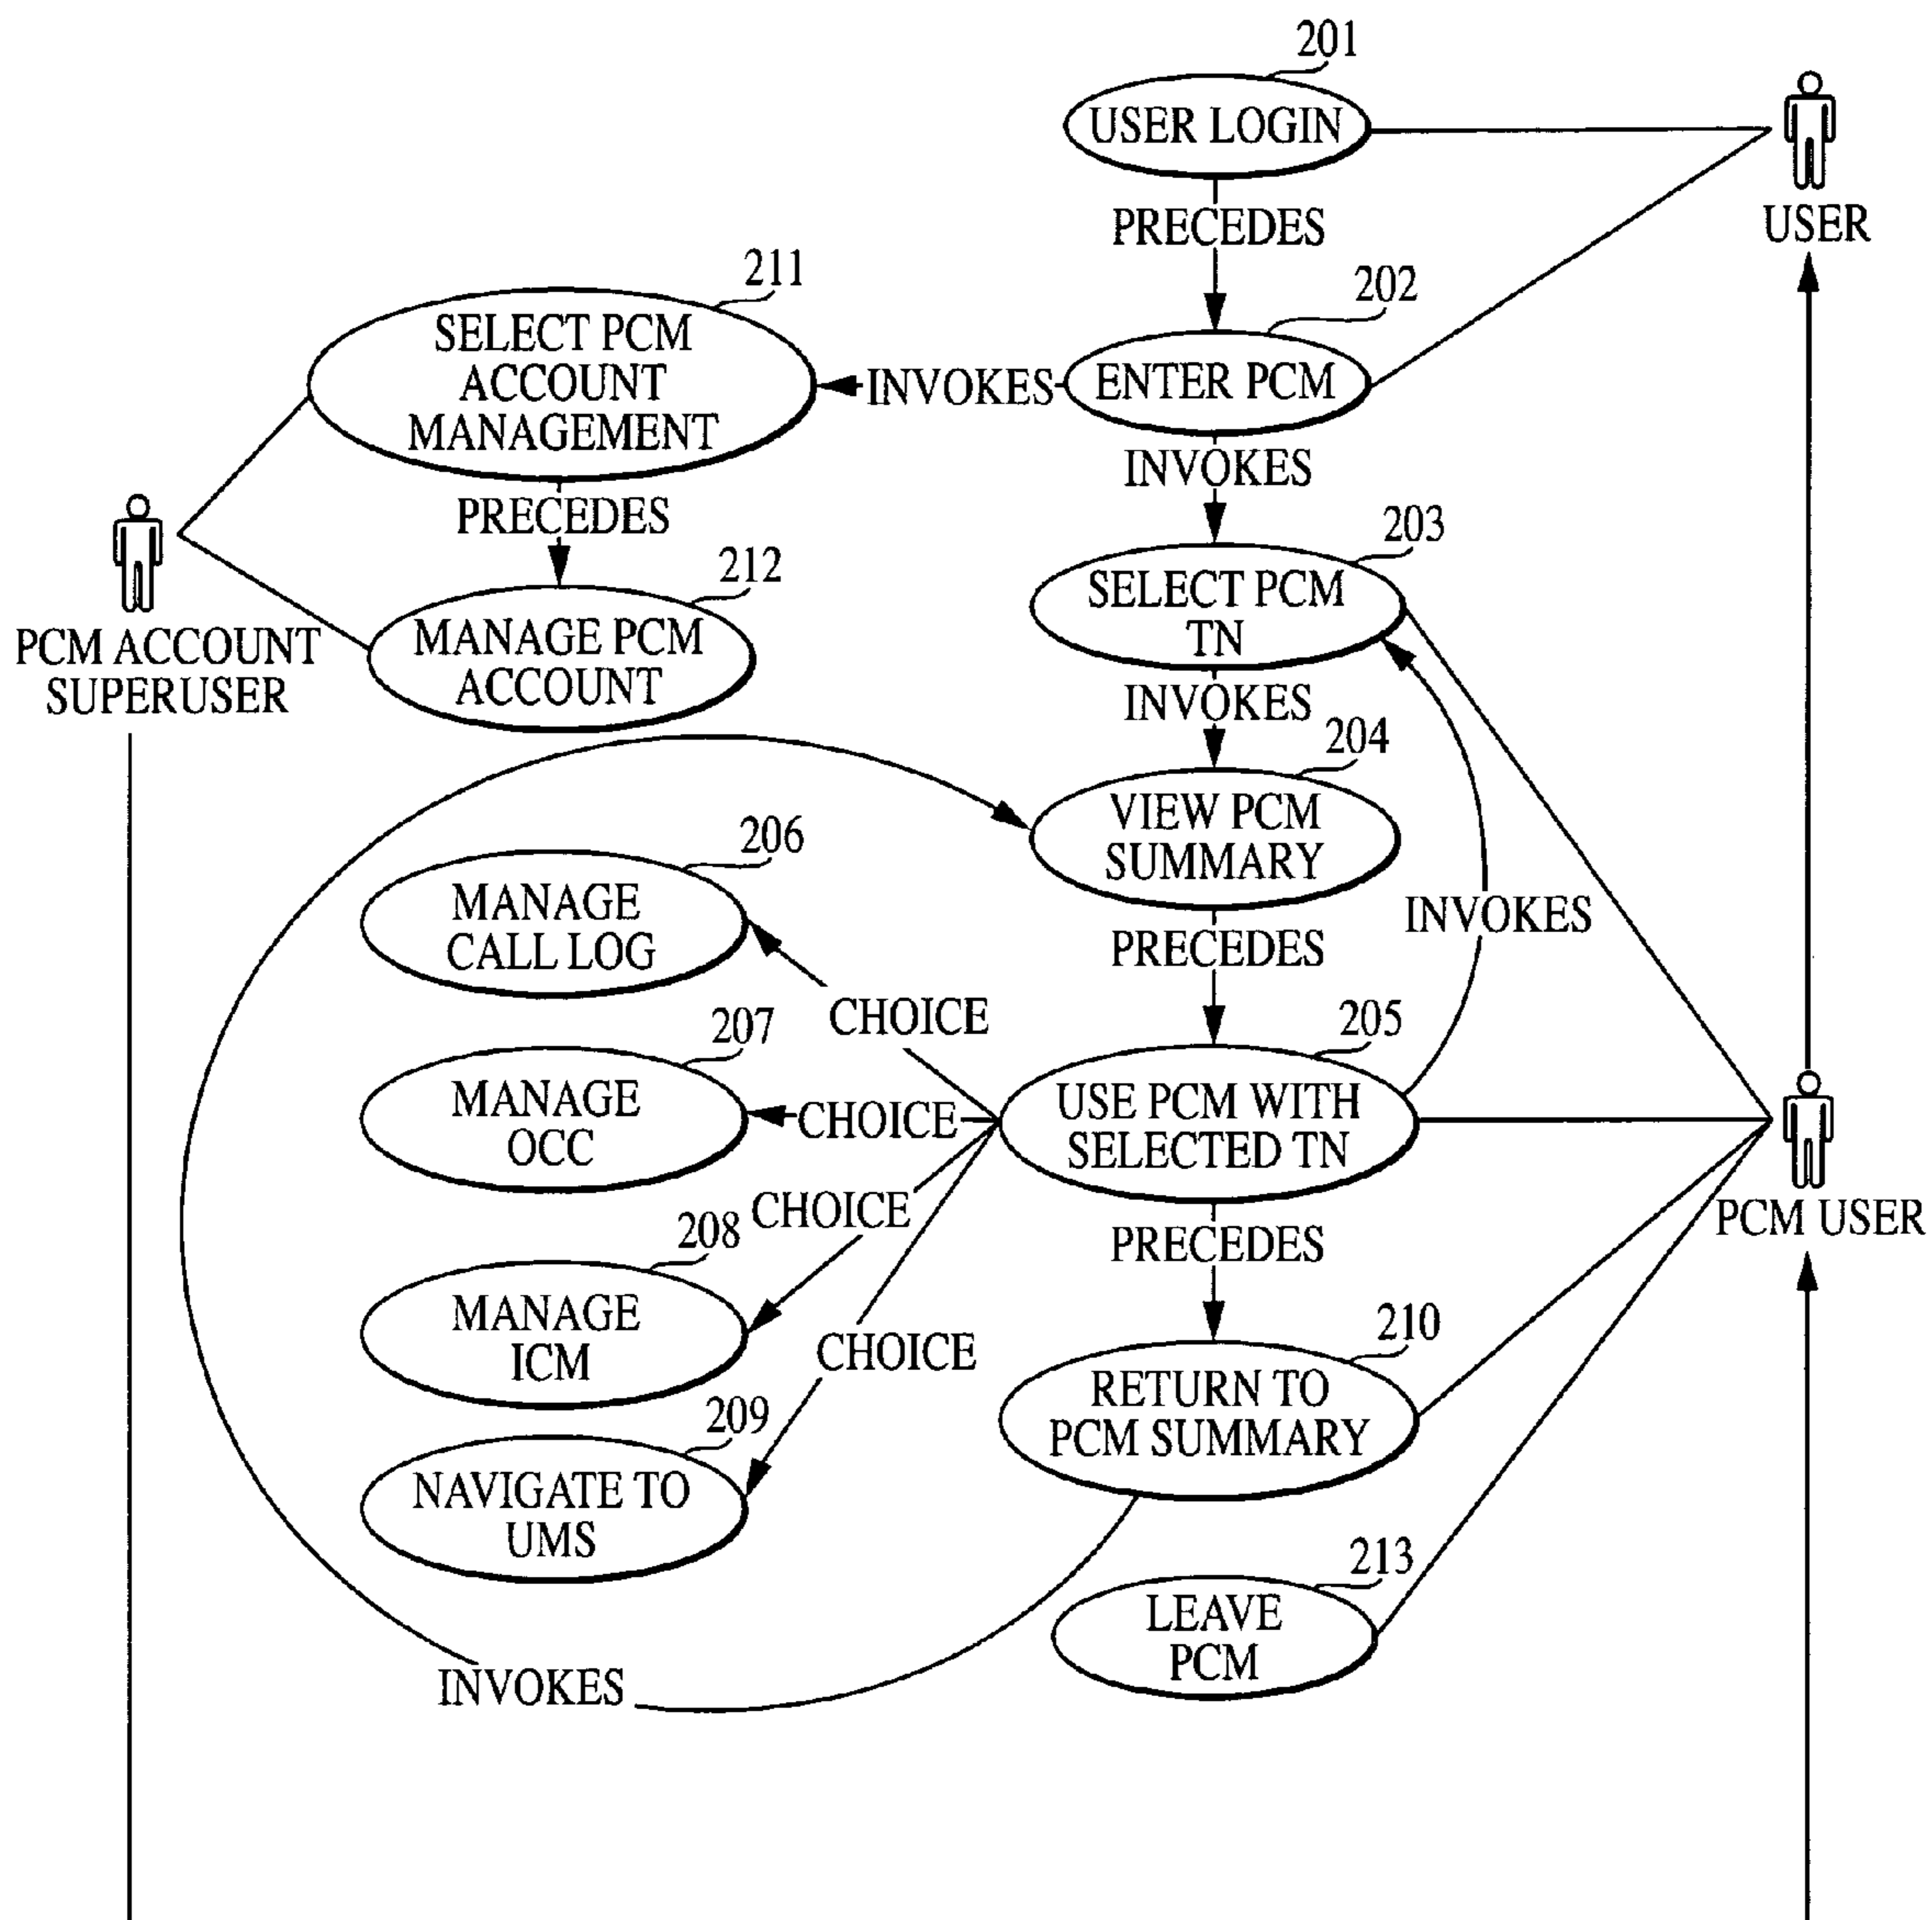 201
USER LOGIN
USER
PRECEDES
211
202
SELECT PCM
ACCOUNT
MANAGEMENT
INVOKES
ENTER PCM
INVOKES
PRECEDES
203
SELECT PCM
TN
212
MANAGE PCM
ACCOUNT
PCM ACCOUNT
SUPERUSER
INVOKES
204
VIEW PCM
SUMMARY
206
MANAGE
CALL LOG
INVOKES
PRECEDES
CHOICE
207
205
MANAGE
OCC
CHOICE
USE PCM WITH
SELECTED TN
PCM USER
CHOICE
208
PRECEDES
MANAGE
ICM
CHOICE
210
RETURN TO
PCM SUMMARY
209
NAVIGATE TO
UMS
213
LEAVE
PCM
INVOKES